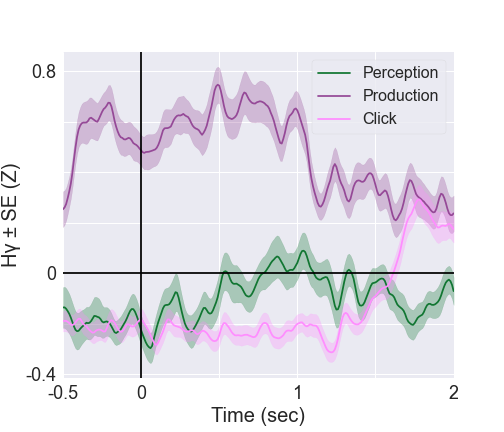 Perception
Production
Click
Hγ ± SE (Z)
0.8
0
-0.4
-0.5 0 1 2
Time (sec)